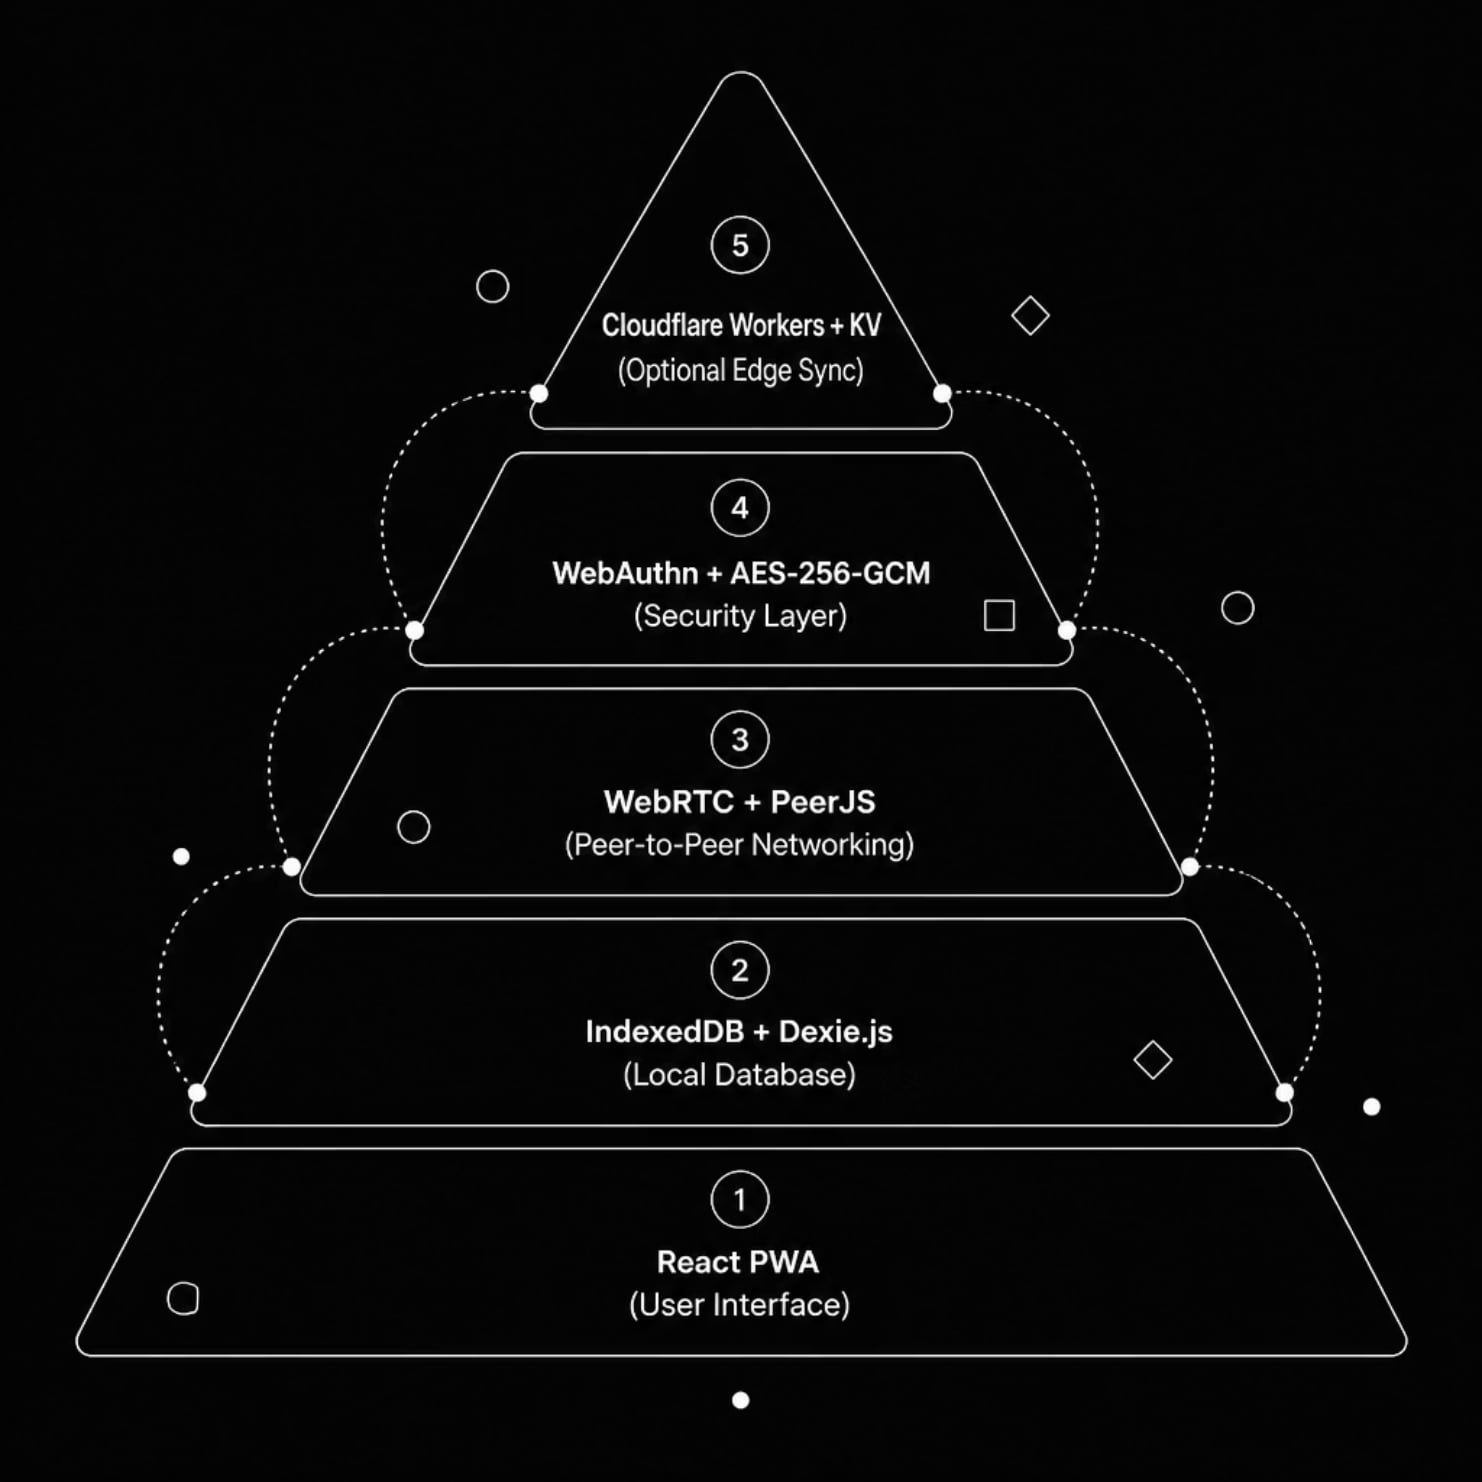 5
Cloudflare Workers + KV
(Optional Edge Sync)
4
WebAuthn + AES-256-GCM
(Security Layer)
3
WebRTC + PeerJS
(Peer-to-Peer Networking)
2
IndexedDB + Dexie.js
(Local Database)
1
React PWA
(User Interface)